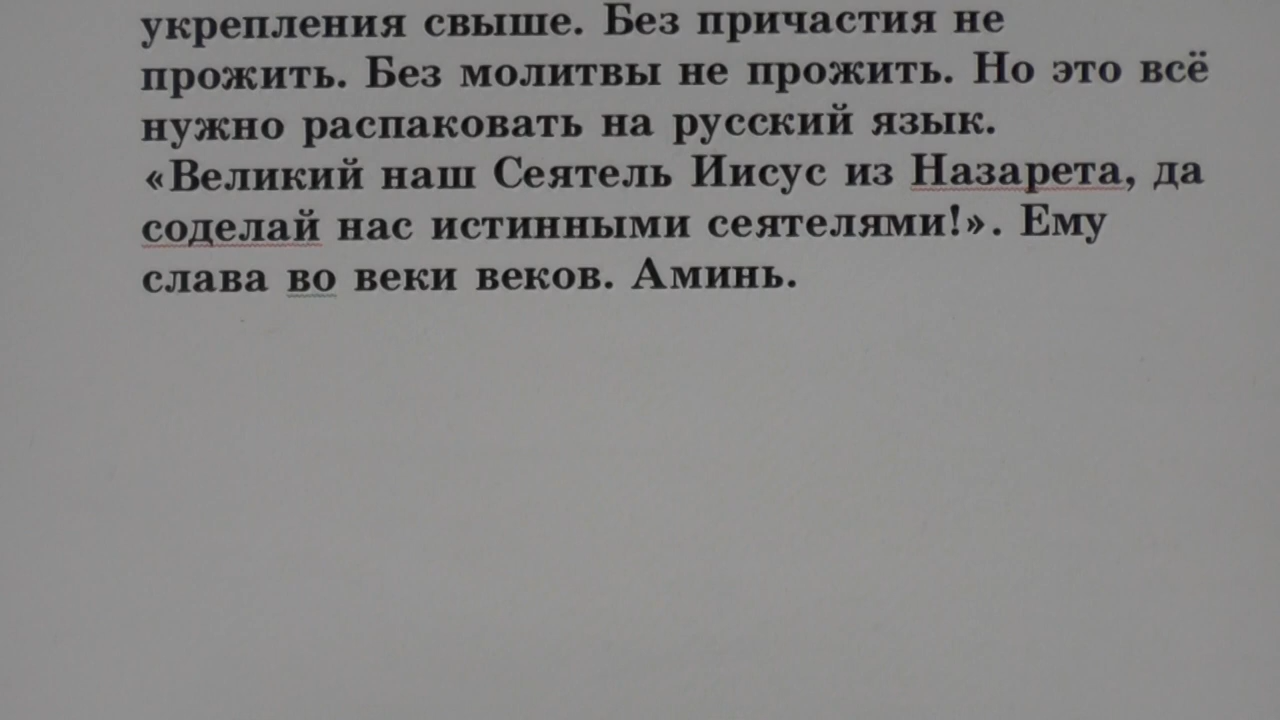 укрепления свыше. Без причастия не
прожить. Без молитвы не прожить. Но это всё
нужно распаковать на русский язык.
«Великий наш Сеятель Иисус из Назарета, да
соделай нас истинными сеятелями!». Ему
слава во веки веков. Аминь.